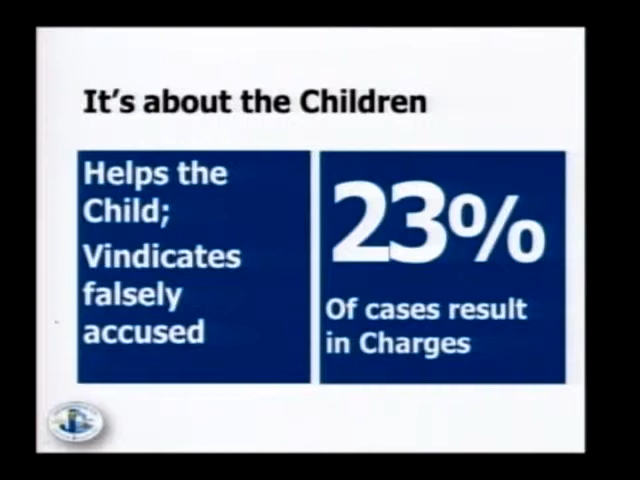 It's about the Children
Helps the
Child;
Vindicates
falsely
accused
23%
Of cases result
in Charges